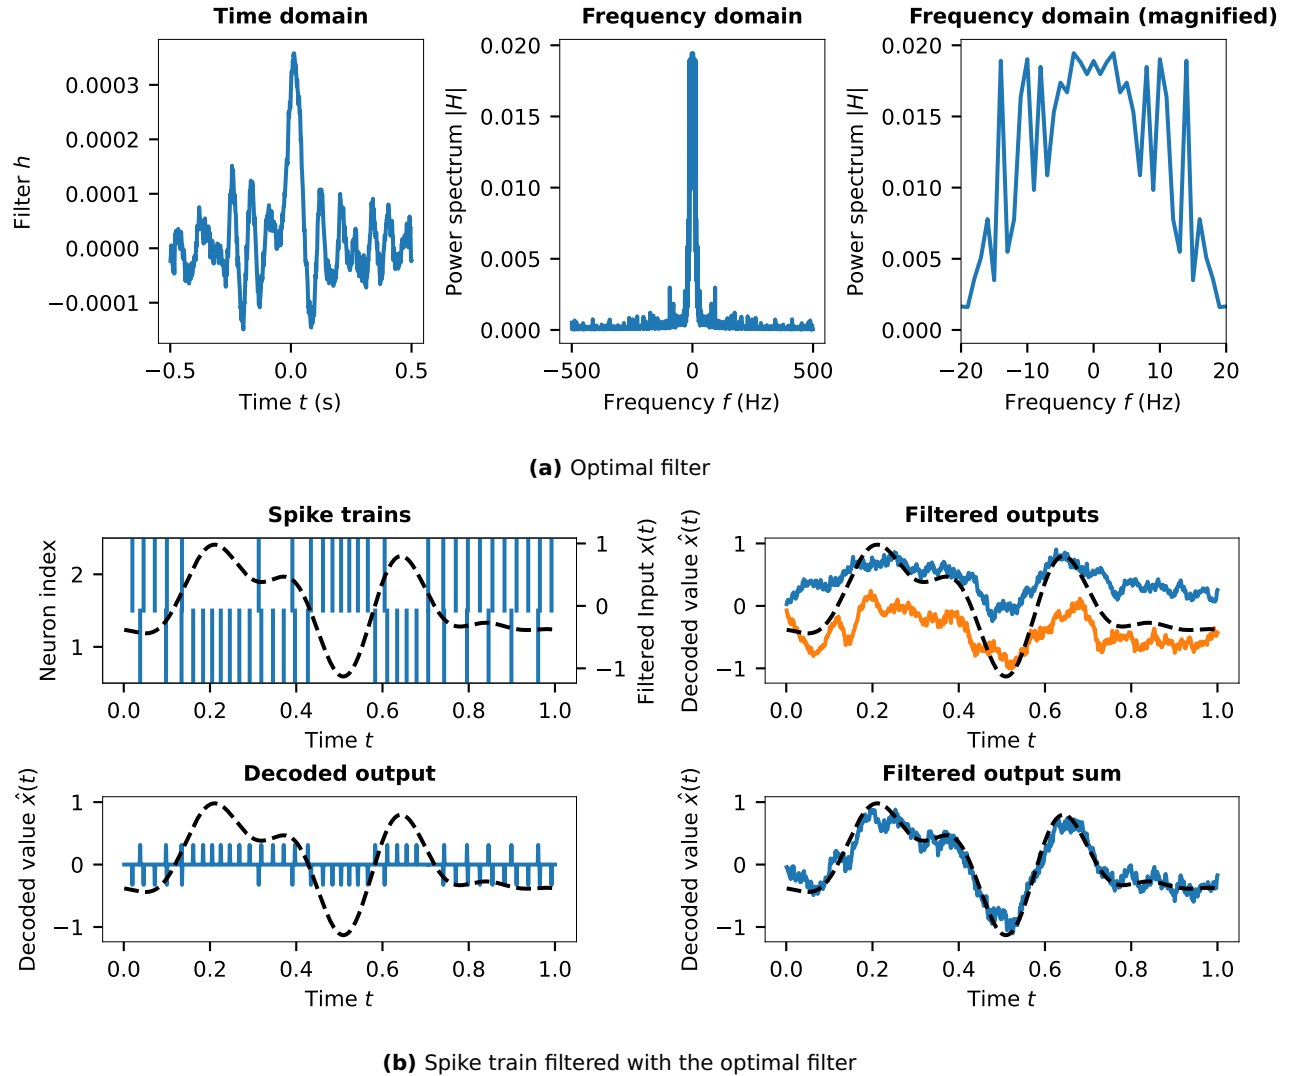 Time domain
Filter h
0.0003
0.0002
0.0001
0.0000
−0.0001
−0.5
0.0
0.5
Time t (s)
Frequency domain
Power spectrum |H|
0.020
0.015
0.010
0.005
0.000
−500
0
500
Frequency f (Hz)
Frequency domain (magnified)
Power spectrum |H|
0.020
0.015
0.010
0.005
0.000
−20
−10
0
10
20
Frequency f (Hz)
(a) Optimal filter
Spike trains
Neuron index
2
1
Filtered Input x(t)
1
0
−1
0.0
0.2
0.4
0.6
0.8
1.0
Time t
Filtered outputs
Decoded value x̂(t)
1
0
−1
0.0
0.2
0.4
0.6
0.8
1.0
Time t
Decoded output
Decoded value x̂(t)
1
0
−1
0.0
0.2
0.4
0.6
0.8
1.0
Time t
Filtered output sum
Decoded value x̂(t)
1
0
−1
0.0
0.2
0.4
0.6
0.8
1.0
Time t
(b) Spike train filtered with the optimal filter